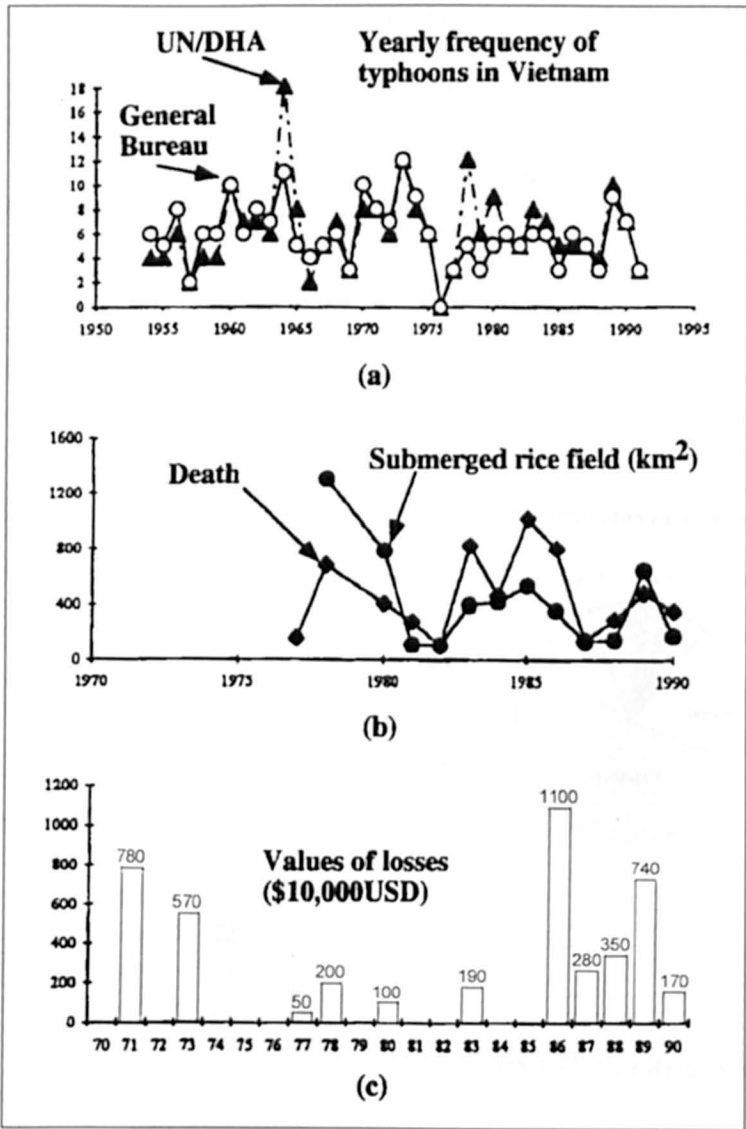 UN/DHA
Yearly frequency of
typhoons in Vietnam
General
Bureau
18
16
14
12
10
8
6
4
2
0
1950 1955 1960 1965 1970 1975 1980 1985 1990 1995
(a)
1600
1200
800
400
0
Death
Submerged rice field (km²)
1970 1975 1980 1985 1990
(b)
1200
1000
800
600
400
200
0
Values of losses
($10,000USD)
780 570 50 200 100 190 1100 280 350 740 170
70 71 72 73 74 75 76 77 78 79 80 81 82 83 84 85 86 87 88 89 90
(c)